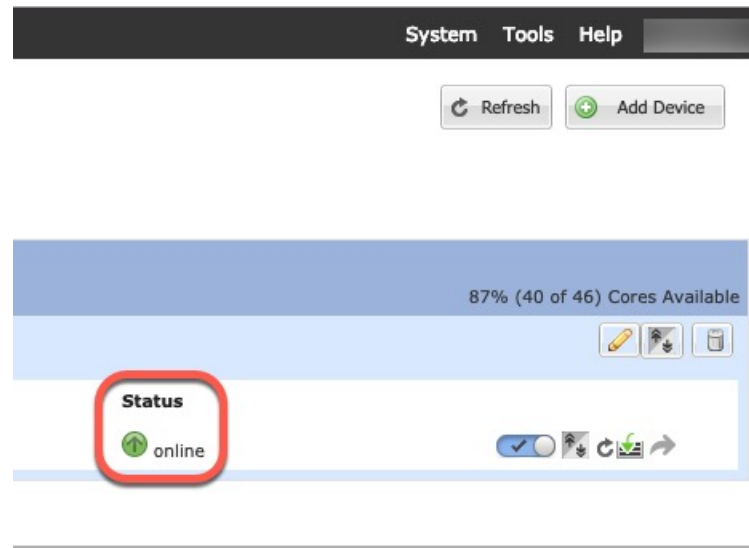 System Tools Help
Refresh Add Device
87% (40 of 46) Cores Available
Status
online